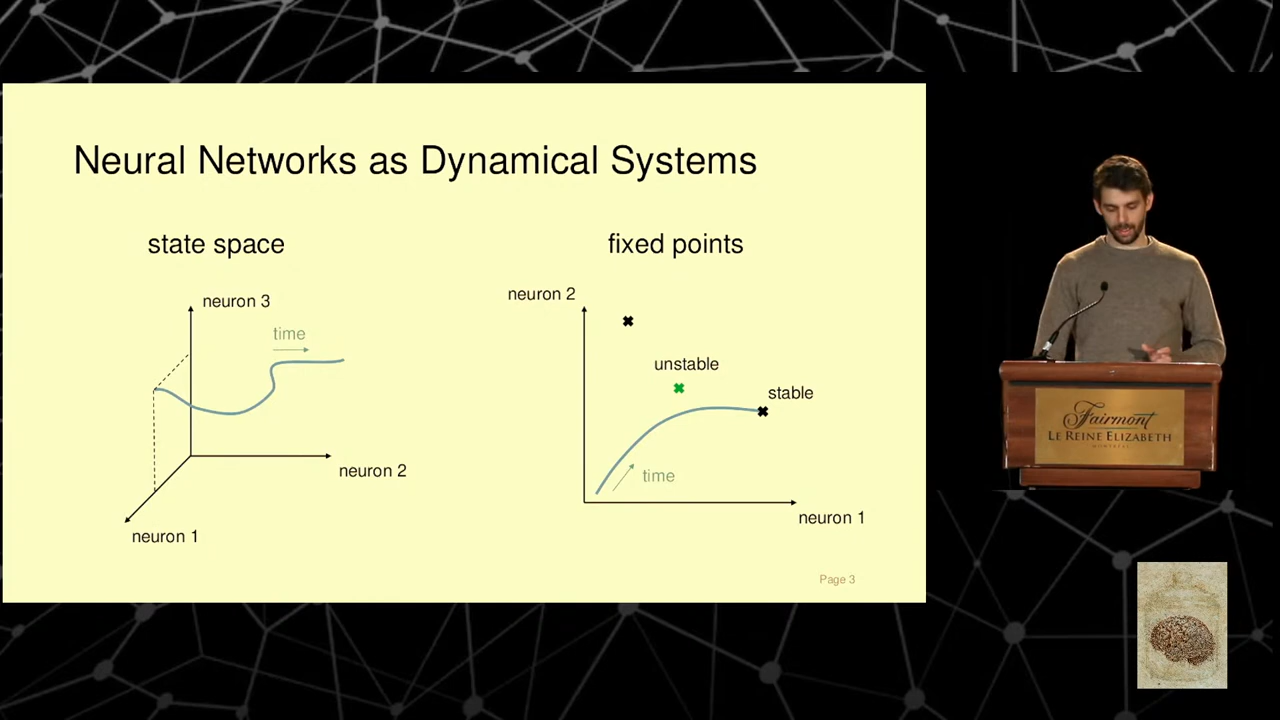 Neural Networks as Dynamical Systems
state space
neuron 3
time
neuron 2
neuron 1
fixed points
neuron 2
unstable
stable
time
neuron 1
Page 3
Fairmont
LE REINE ELIZABETH
MONTRÉAL